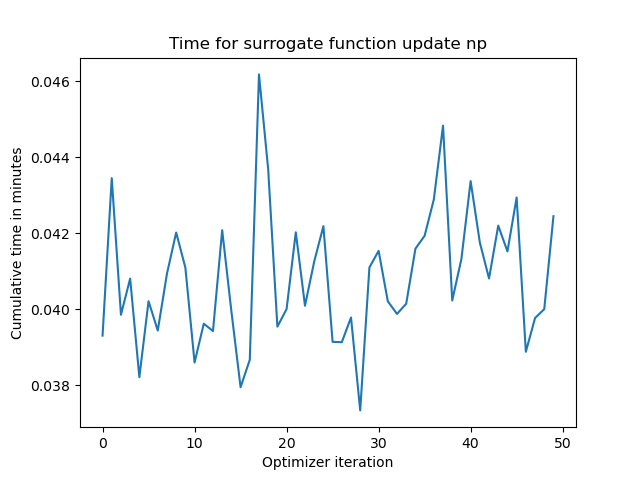 Time for surrogate function update np
Cumulative time in minutes
0.046
0.044
0.042
0.040
0.038
0 10 20 30 40 50
Optimizer iteration